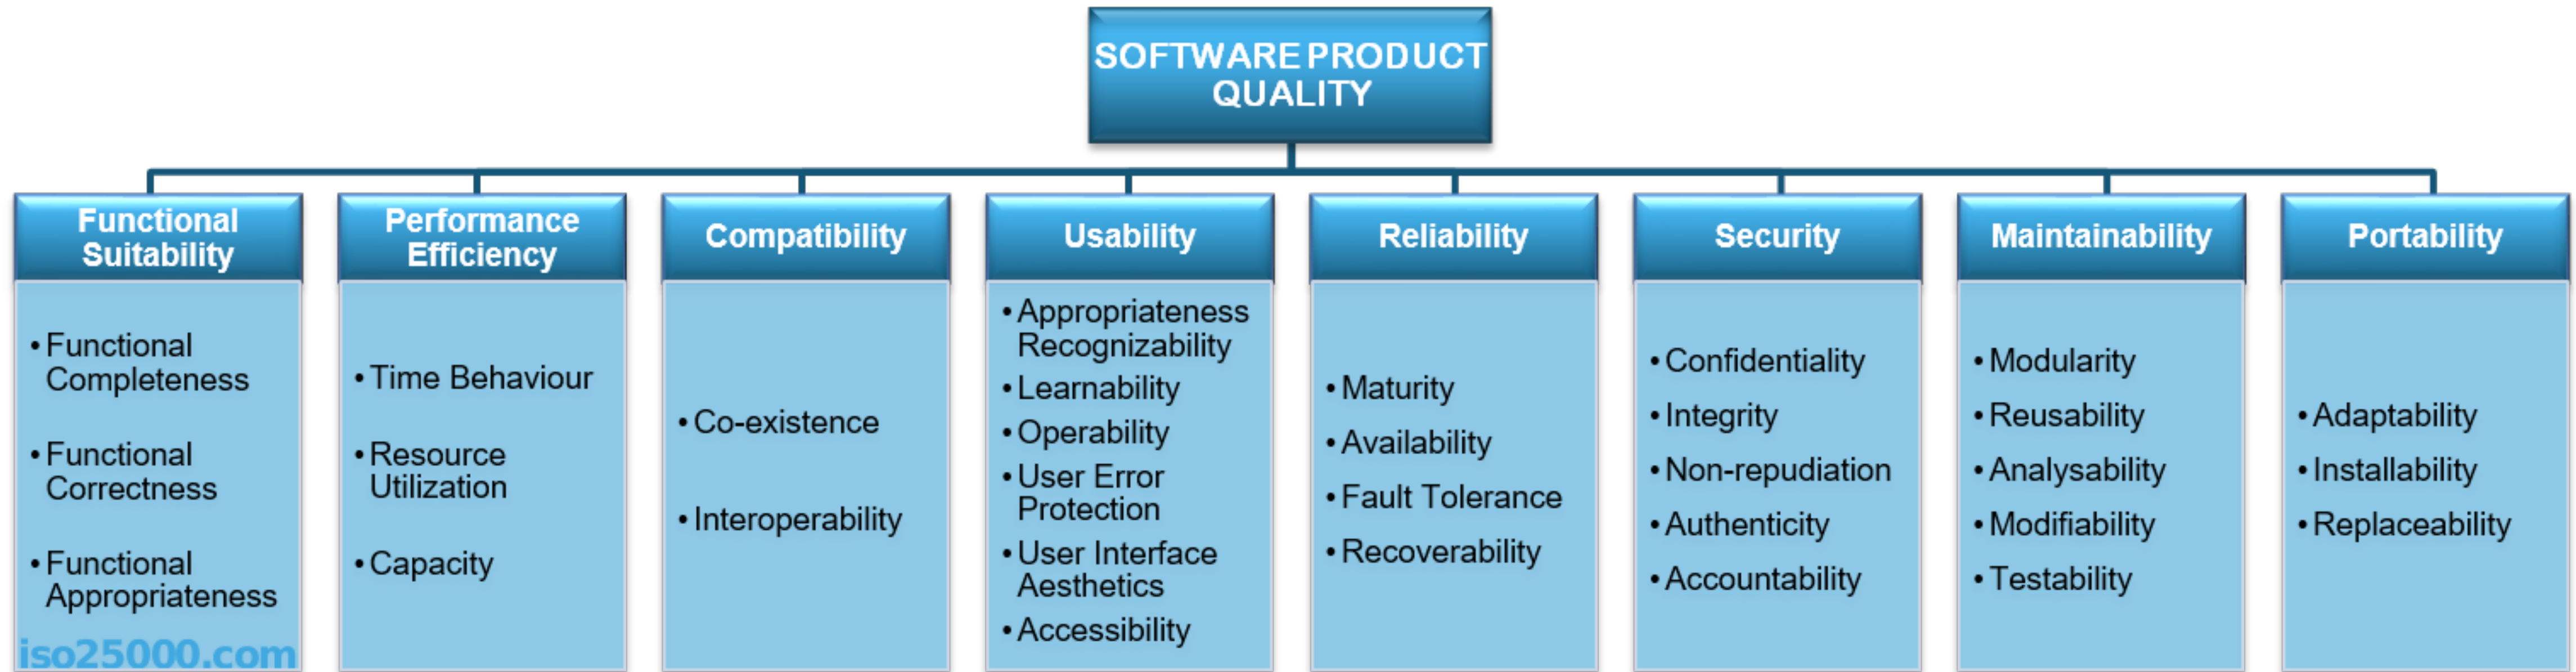 SOFTWARE PRODUCT
QUALITY
Functional
Suitability
• Functional
Completeness
• Functional
Correctness
• Functional
Appropriateness
iso25000.com
Performance
Efficiency
• Time Behaviour
• Resource
Utilization
• Capacity
Compatibility
• Co-existence
• Interoperability
Usability
• Appropriateness
Recognizability
• Learnability
• Operability
• User Error
Protection
• User Interface
Aesthetics
• Accessibility
Reliability
• Maturity
• Availability
• Fault Tolerance
• Recoverability
Security
• Confidentiality
• Integrity
• Non-repudiation
• Authenticity
• Accountability
Maintainability
• Modularity
• Reusability
• Analysability
• Modifiability
• Testability
Portability
• Adaptability
• Installability
• Replaceability